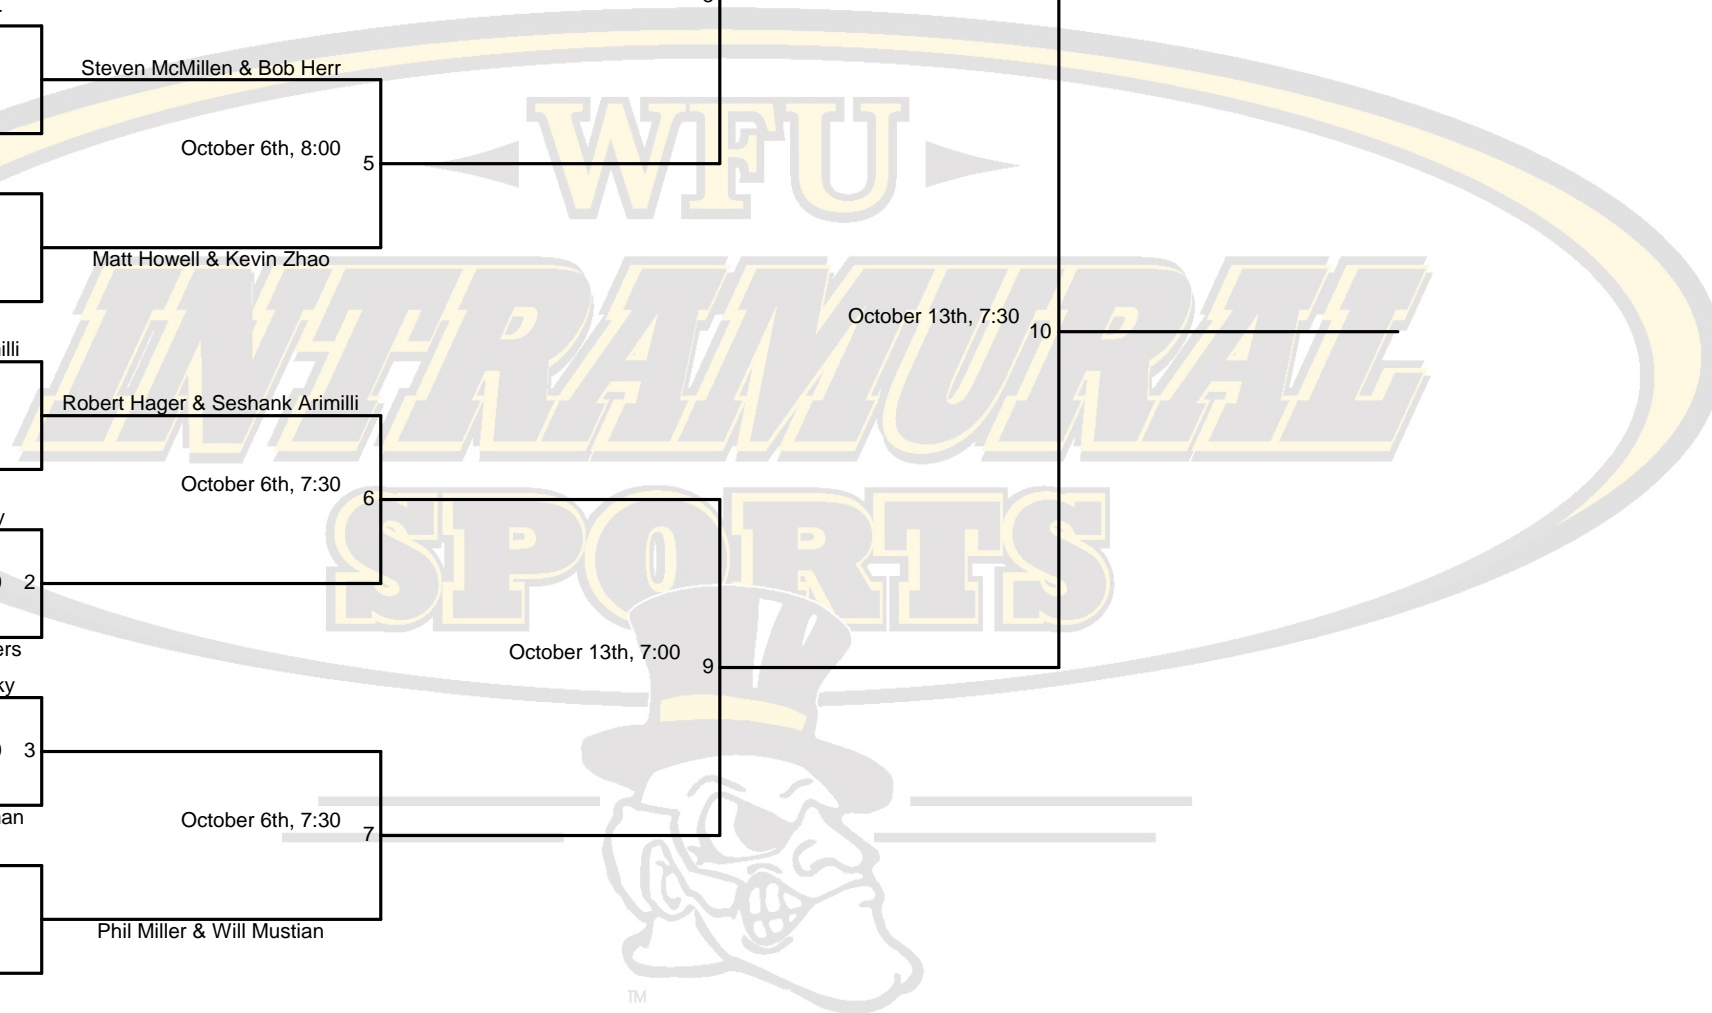 Steven McMillen & Bob Herr
October 6th, 8:00
5
Matt Howell & Kevin Zhao
October 13th, 7:30
10
Robert Hager & Seshank Arimilli
October 6th, 7:30
6
2
October 13th, 7:00
9
3
October 6th, 7:30
7
Phil Miller & Will Mustian
WFU
INTRAMURAL
SPORTS
TM